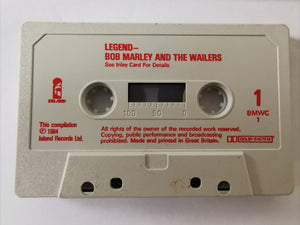 LEGEND–
BOB MARLEY AND THE WAILERS
See Inlay Card For Details
ISLAND
1
BMWC
1
100 50 0
This compilation
℗ 1984
Island Records Ltd.
All rights of the owner of the recorded work reserved.
Copying, public performance and broadcasting
prohibited. Made and printed in Great Britain.